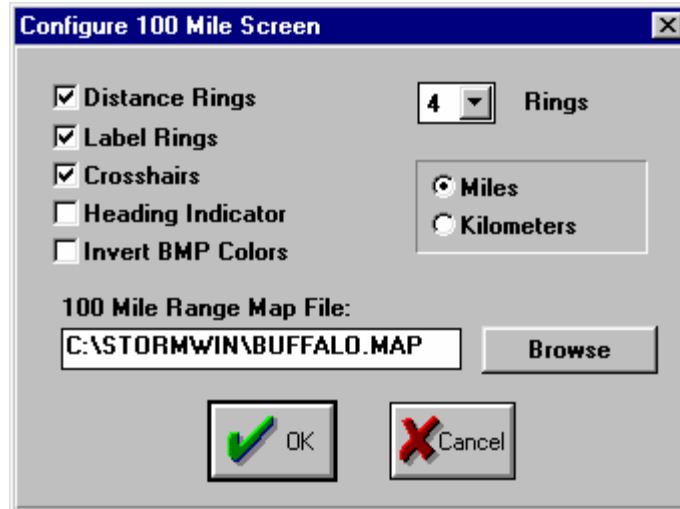 Configure 100 Mile Screen
Distance Rings
4 Rings
Label Rings
Crosshairs
Miles
Heading Indicator
Kilometers
Invert BMP Colors
100 Mile Range Map File:
C:\STORMWIN\BUFFALO.MAP
Browse
OK
Cancel